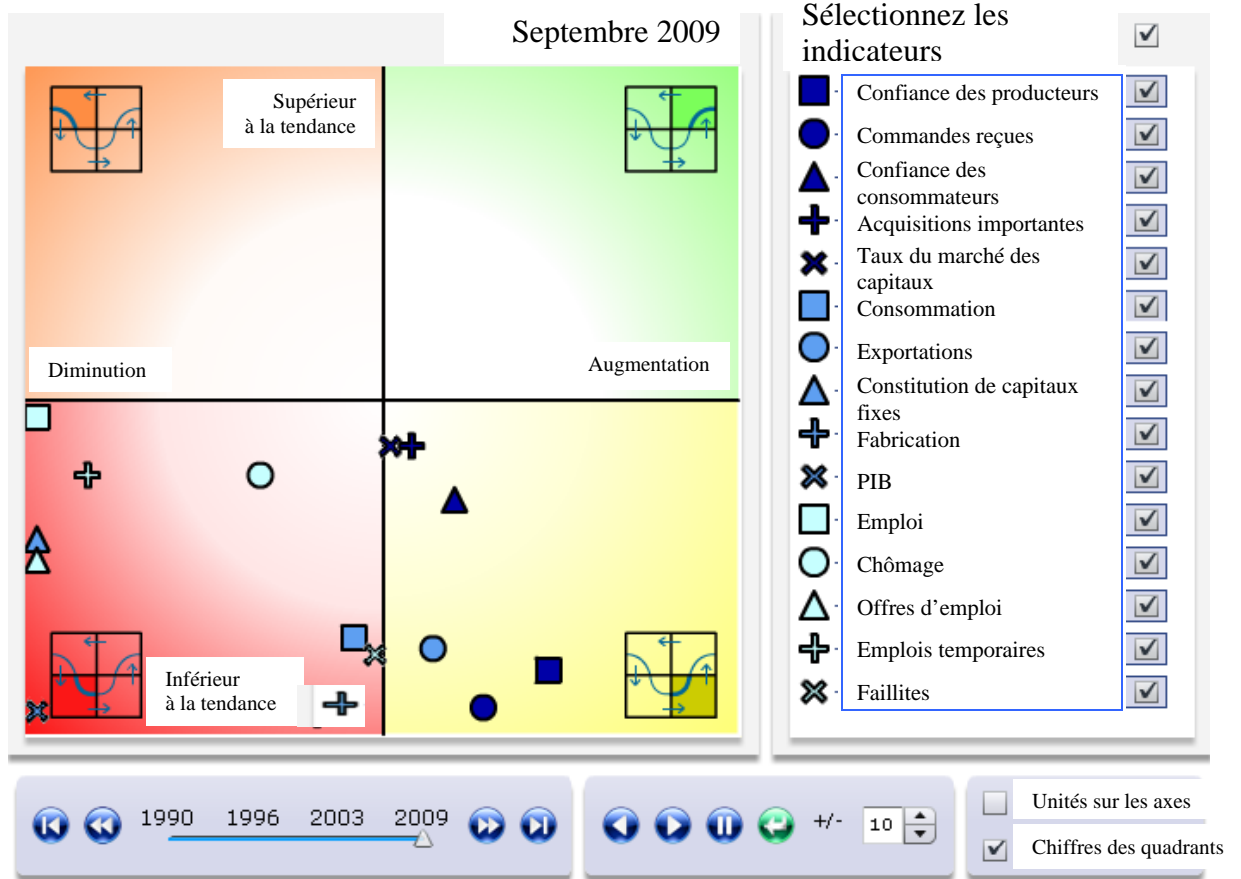 Septembre 2009
Supérieur
à la tendance
Diminution
Augmentation
Inférieur
à la tendance
Sélectionnez les
indicateurs
Confiance des producteurs
Commandes reçues
Confiance des
consommateurs
Acquisitions importantes
Taux du marché des
capitaux
Consommation
Exportations
Constitution de capitaux
fixes
Fabrication
PIB
Emploi
Chômage
Offres d’emploi
Emplois temporaires
Faillites
1990 1996 2003 2009
+/- 10
Unités sur les axes
Chiffres des quadrants